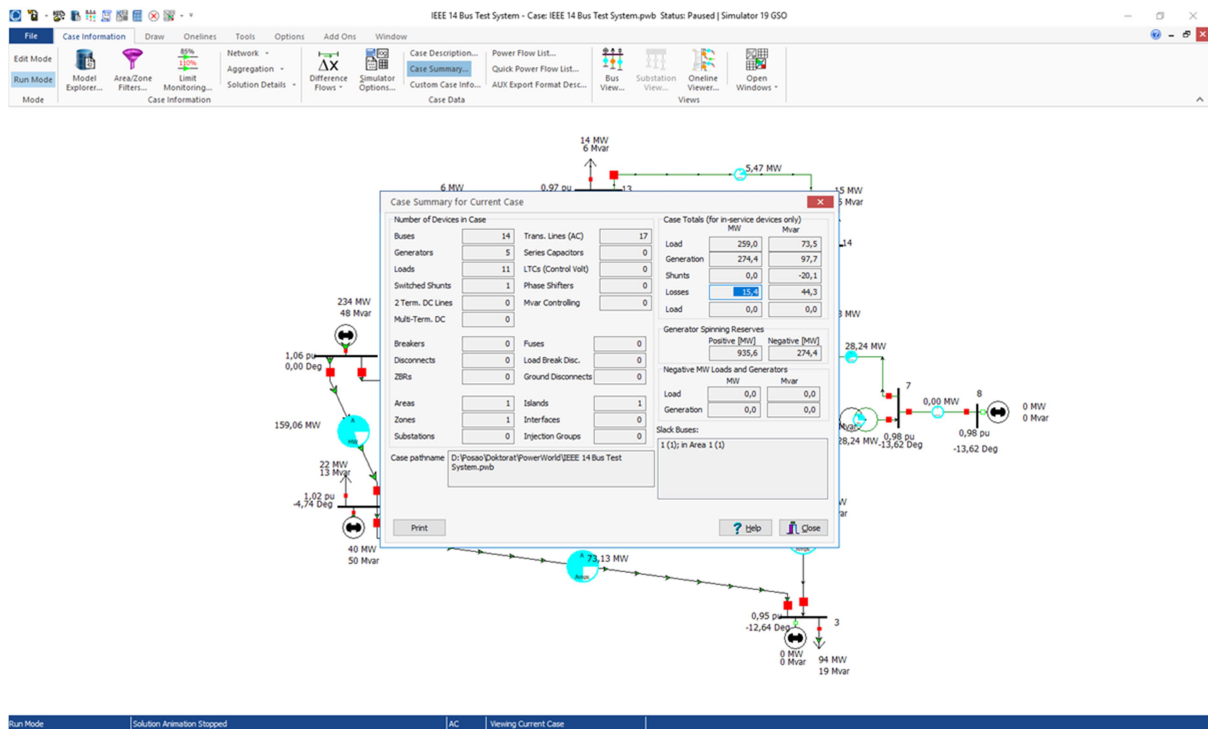 IEEE 14 Bus Test System - Case: IEEE 14 Bus Test System.pwb Status: Paused | Simulator 19 GSO
File Case Information Draw Onelines Tools Options Add Ons Window
Edit Mode
Run Mode
Mode
Model Explorer...
Area/Zone Filters...
Limit Monitoring...
Network
Aggregation
Solution Details
Case Information
Difference Flows
Simulator Options...
Case Description...
Case Summary...
Custom Case Info...
Power Flow List...
Quick Power Flow List...
AUX Export Format Desc...
Case Data
Bus View...
Substation View...
Oneline Viewer...
Open Windows
Views
14 MW
6 Mvar
5,47 MW
6 MW
0,97 pu
13
15 MW
Mvar
14
Case Summary for Current Case
Number of Devices in Case
Buses 14
Generators 5
Loads 11
Switched Shunts 1
2 Term. DC Lines 0
Multi-Term. DC 0
Breakers 0
Disconnects 0
ZBRs 0
Areas 1
Zones 1
Substations 0
Trans. Lines (AC) 17
Series Capacitors 0
LTCs (Control Volt) 0
Phase Shifters 0
Mvar Controlling 0
Fuses 0
Load Break Disc. 0
Ground Disconnects 0
Islands 1
Interfaces 0
Injection Groups 0
Case pathname D:\Posao\Doktorat\PowerWorld\IEEE 14 Bus Test
System.pwb
Case Totals (for in-service devices only)
MW Mvar
Load 259,0 73,5
Generation 274,4 97,7
Shunts 0,0 -20,1
Losses 15,4 44,3
Load 0,0 0,0
Generator Spinning Reserves
Positive [MW] Negative [MW]
935,6 274,4
Negative MW Loads and Generators
MW Mvar
Load 0,0 0,0
Generation 0,0 0,0
Slack Buses:
1 (1); in Area 1 (1)
Print Help Close
234 MW
48 Mvar
1,06 pu
0,00 Deg
159,06 MW
22 MW
13 Mvar
1,02 pu
-4,74 Deg
40 MW
50 Mvar
73,13 MW
MW
28,24 MW
7
8
0,00 MW
0 MW
0 Mvar
Mvar
28,24 MW
0,98 pu
-13,62 Deg
0,98 pu
-13,62 Deg
0,95 pu
-12,64 Deg
3
0 MW
0 Mvar
94 MW
19 Mvar
Run Mode Solution Animation Stopped AC Viewing Current Case